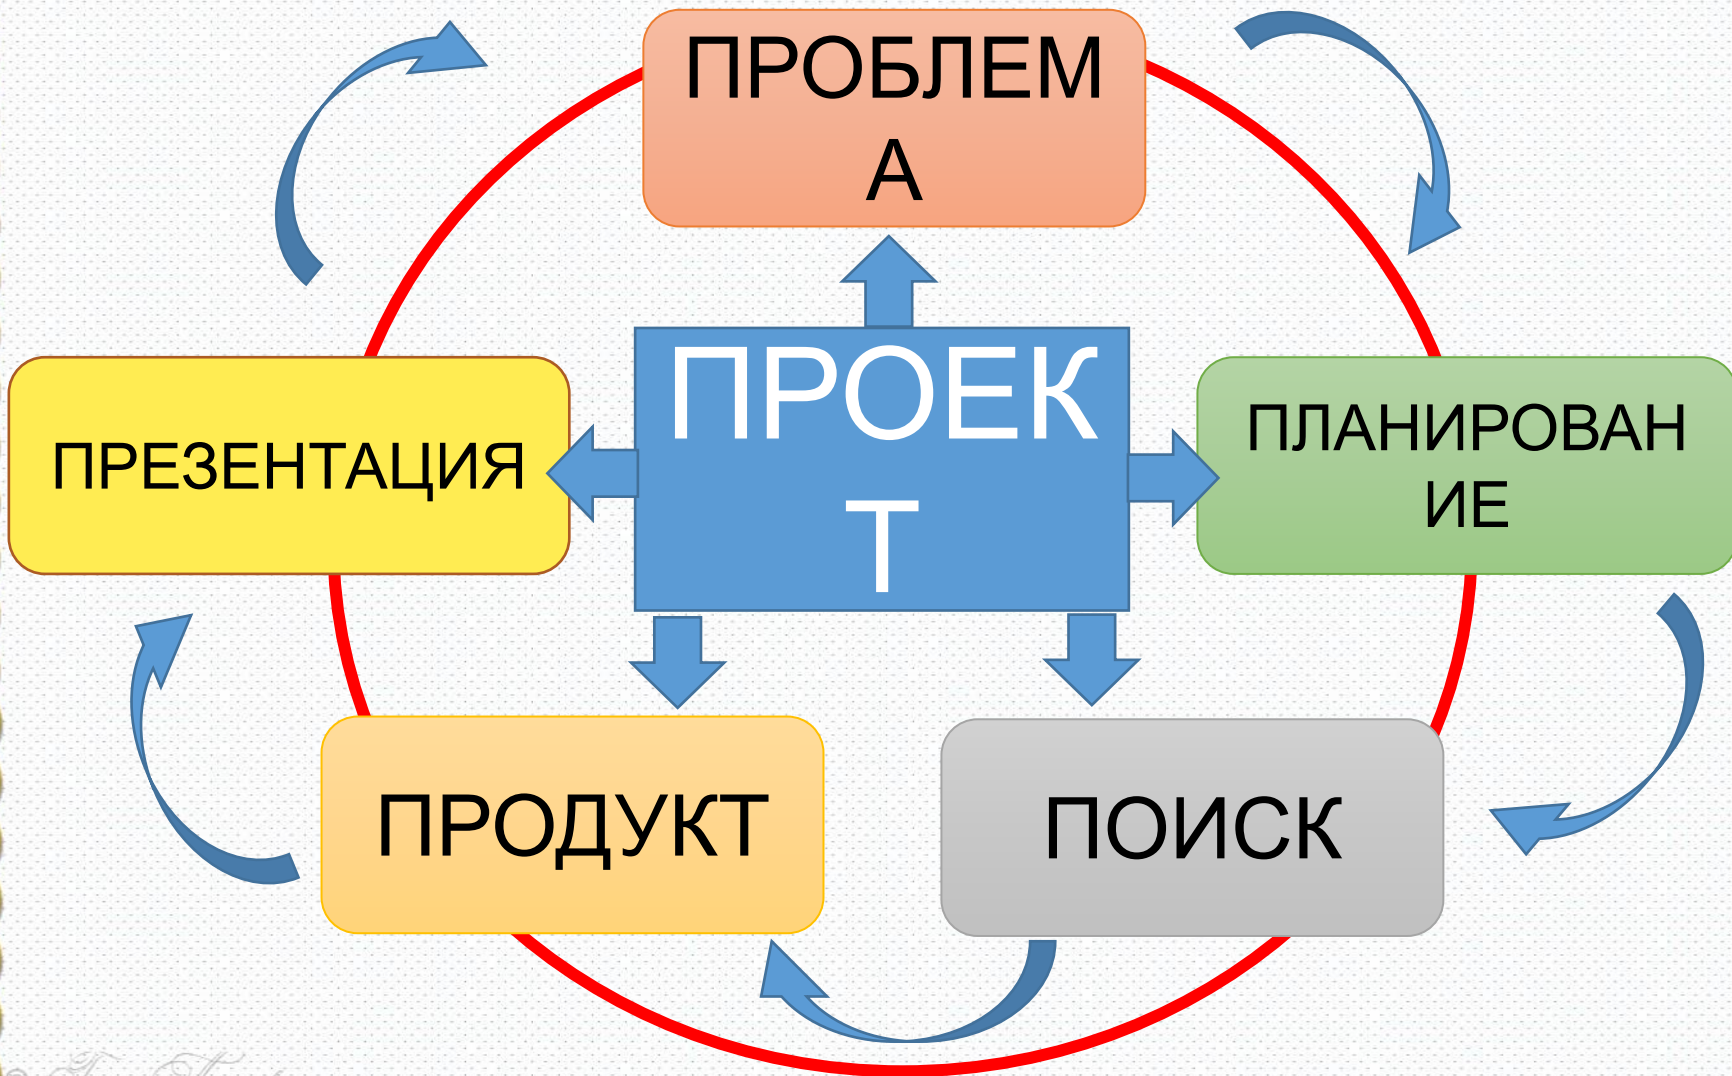 ПРОБЛЕМ
А
ПРОЕК
Т
ПРЕЗЕНТАЦИЯ
ПЛАНИРОВАН
ИЕ
ПРОДУКТ
ПОИСК